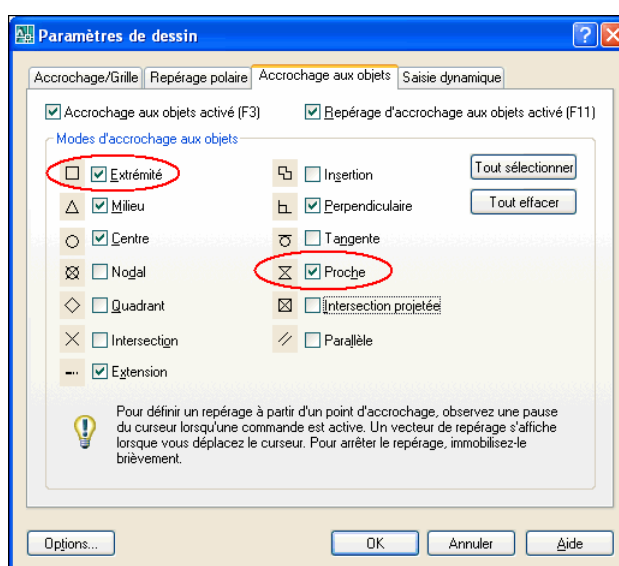 Paramètres de dessin
Accrochage/Grille Repérage polaire Accrochage aux objets Saisie dynamique
Accrochage aux objets activé (F3) Repérage d'accrochage aux objets activé (F11)
Modes d'accrochage aux objets
Extrémité Insertion Tout sélectionner
Milieu Perpendiculaire Tout effacer
Centre Tangente
Nodal Proche
Quadrant Intersection projetée
Intersection Parallèle
Extension
Pour définir un repérage à partir d'un point d'accrochage, observez une pause
du curseur lorsqu'une commande est active. Un vecteur de repérage s'affiche
lorsque vous déplacez le curseur. Pour arrêter le repérage, immobilisez-le
brièvement.
Options... OK Annuler Aide